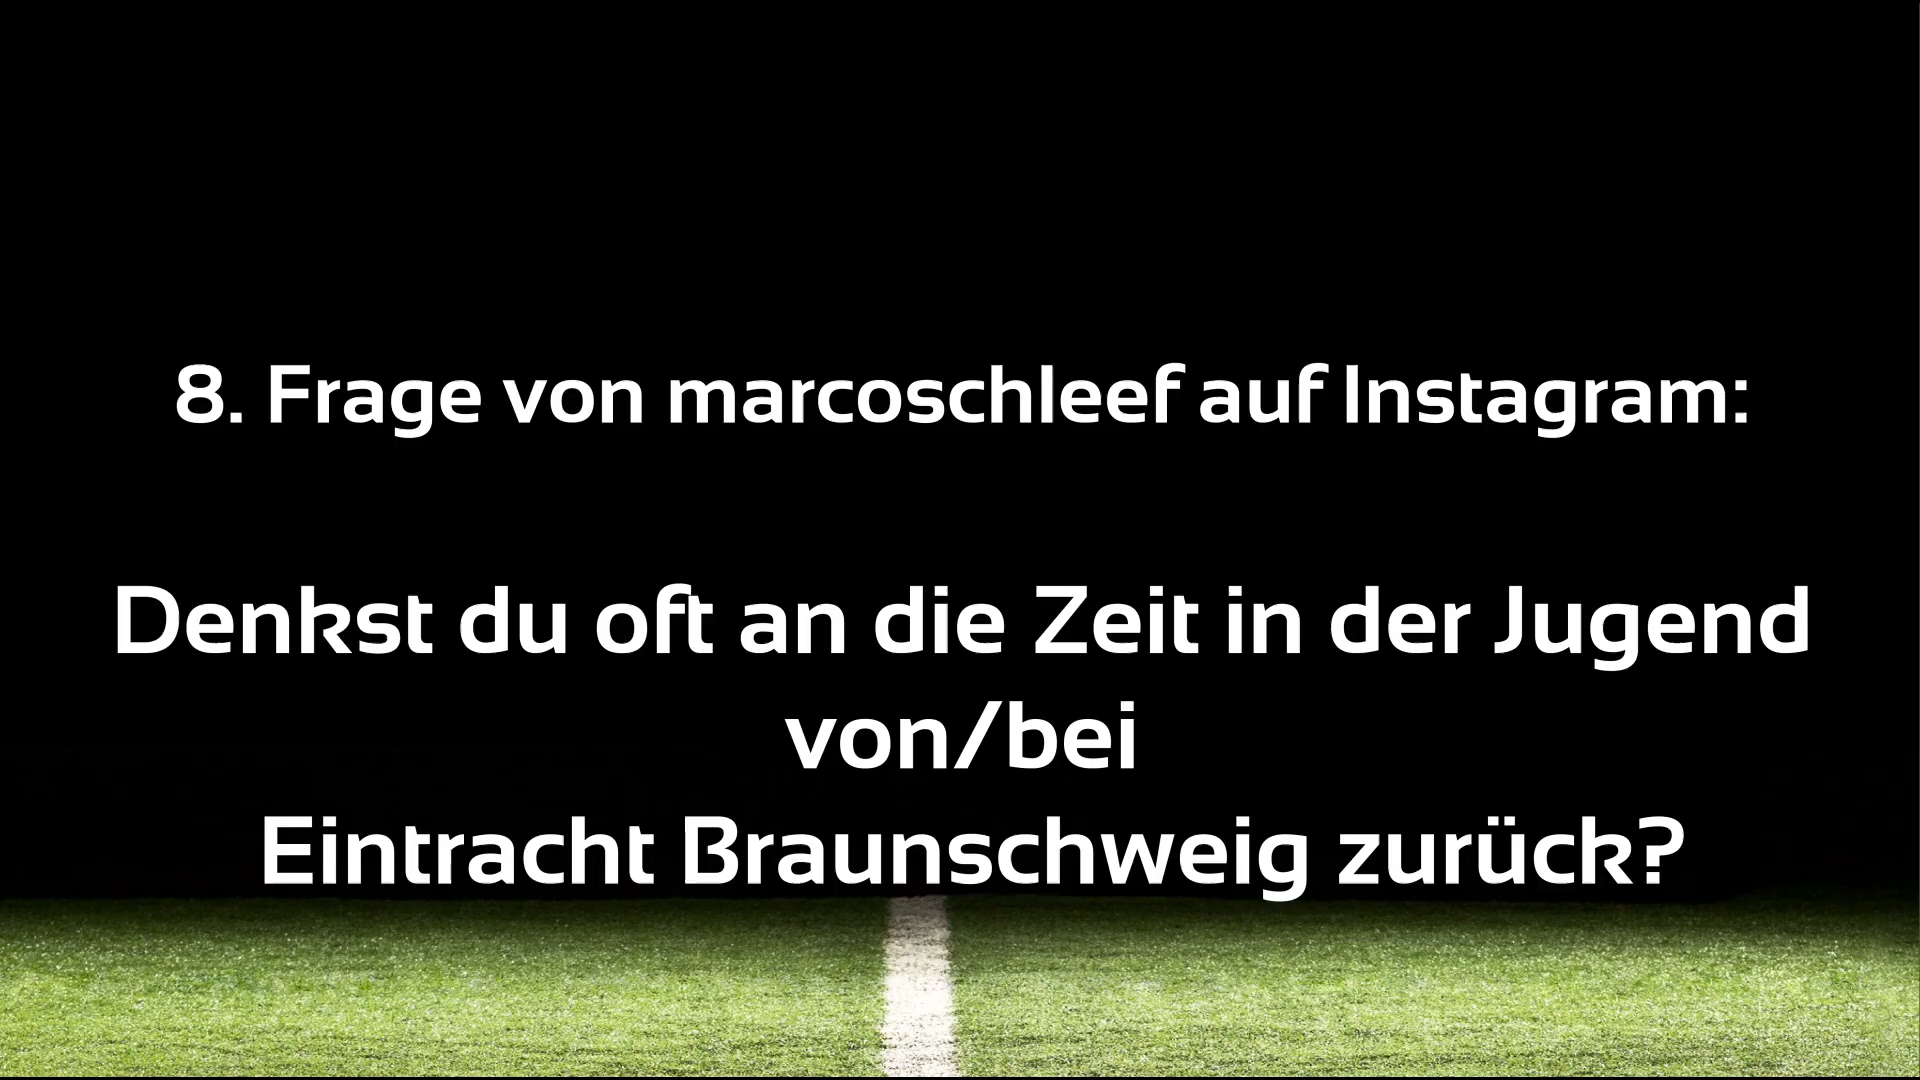 8. Frage von marcoschleef auf Instagram:
Denkst du oft an die Zeit in der Jugend
von/bei
Eintracht Braunschweig zurück?